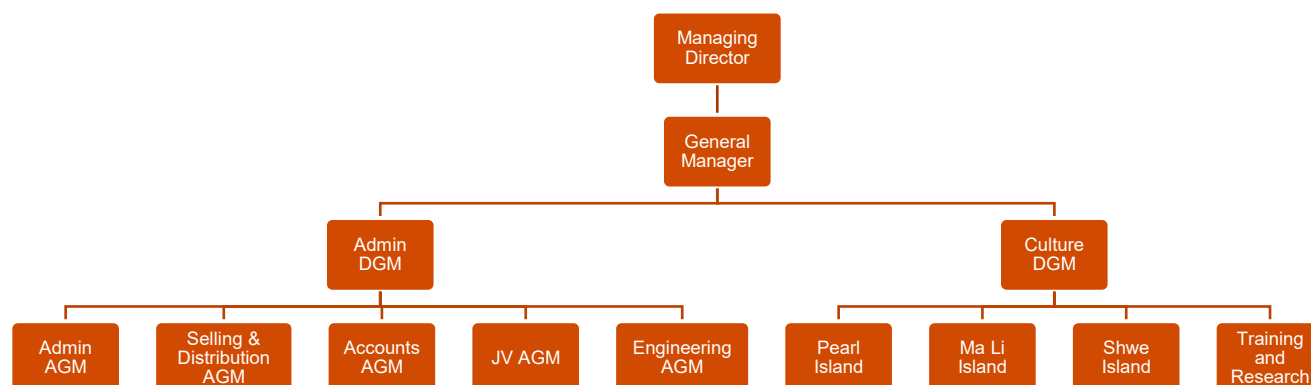 Managing
Director
General
Manager
Admin
DGM
Culture
DGM
Admin
AGM
Selling &
Distribution
AGM
Accounts
AGM
JV AGM
Engineering
AGM
Pearl
Island
Ma Li
Island
Shwe
Island
Training
and
Research